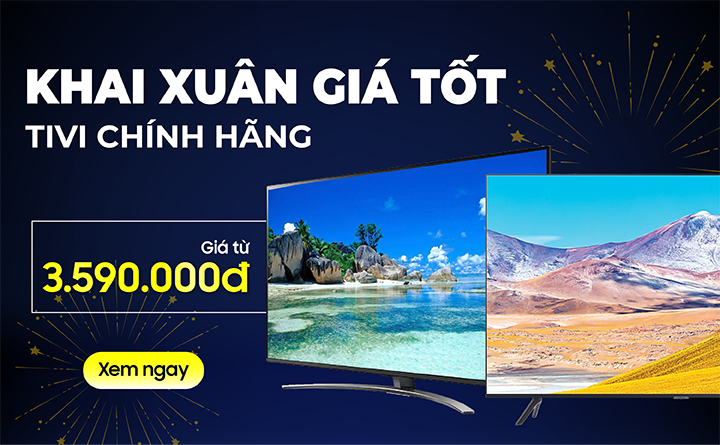 KHAI XUÂN GIÁ TỐT
TIVI CHÍNH HÃNG
Giá từ
3.590.000đ
Xem ngay